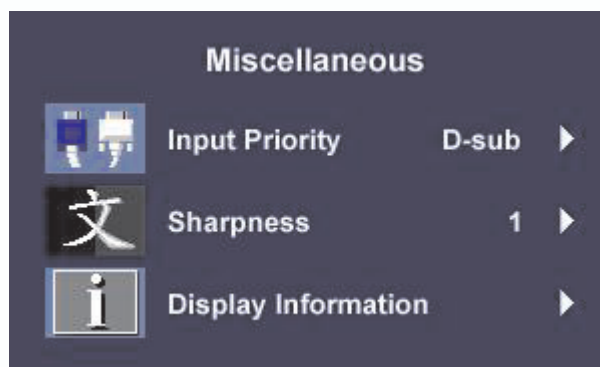 Miscellaneous
Input Priority D-sub
文 Sharpness 1
i Display Information